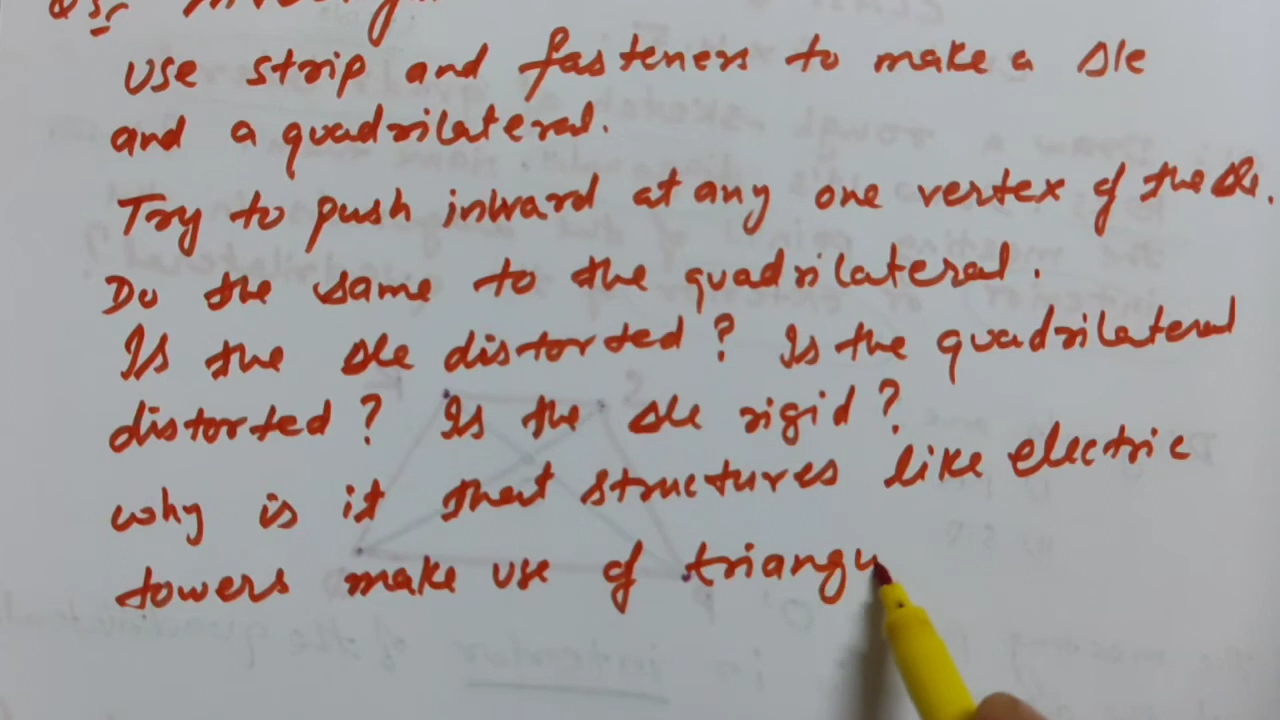 Use strip and fasteners to make a Δle
and a quadrilateral.
Try to push inward at any one vertex of the Δle.
Do the same to the quadrilateral.
Is the Δle distorted? Is the quadrilateral
distorted? Is the Δle rigid?
why is it that structures like electric
towers make use of triangu